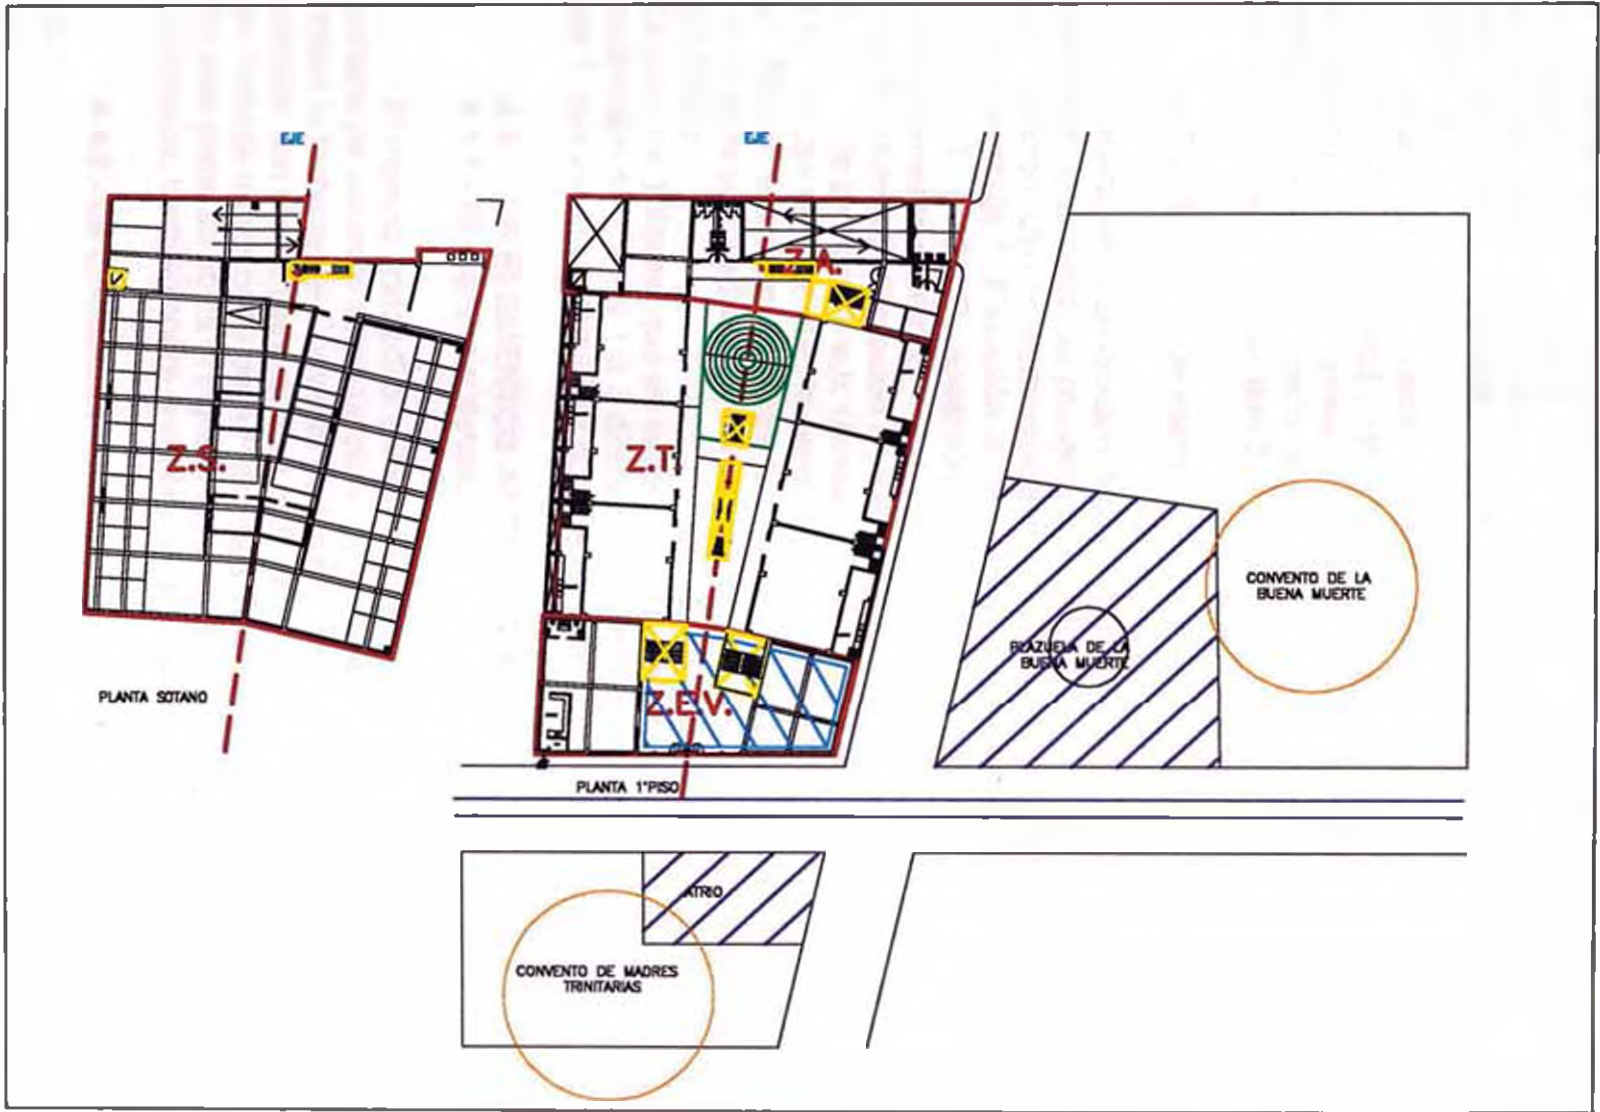 EJE
EJE
Z.A.
Z.S.
Z.T.
CONVENTO DE LA
BUENA MUERTE
PLAZUELA DE LA
BUENA MUERTE
PLANTA SOTANO
Z.E.V.
PLANTA 1°PISO
ATRIO
CONVENTO DE MADRES
TRINITARIAS